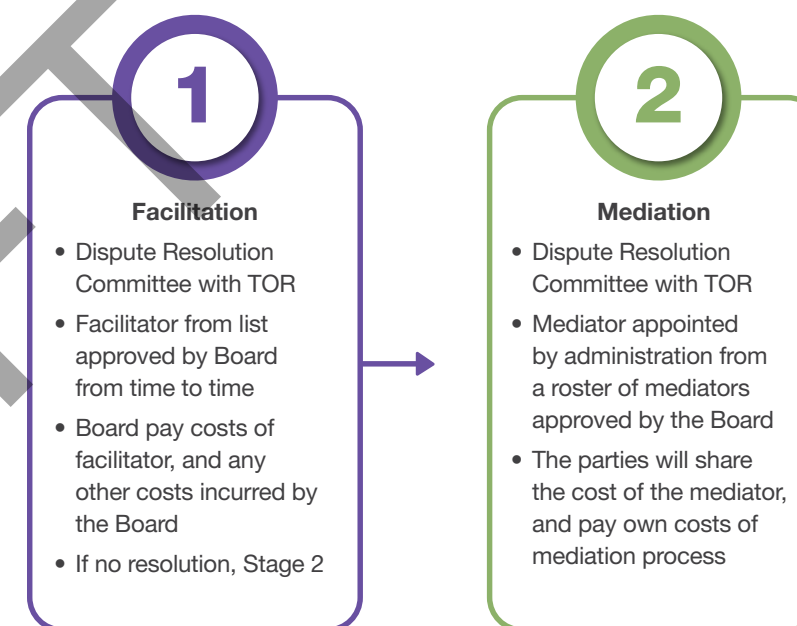 1
Facilitation
• Dispute Resolution
Committee with TOR
• Facilitator from list
approved by Board
from time to time
• Board pay costs of
facilitator, and any
other costs incurred by
the Board
• If no resolution, Stage 2
2
Mediation
• Dispute Resolution
Committee with TOR
• Mediator appointed
by administration from
a roster of mediators
approved by the Board
• The parties will share
the cost of the mediator,
and pay own costs of
mediation process